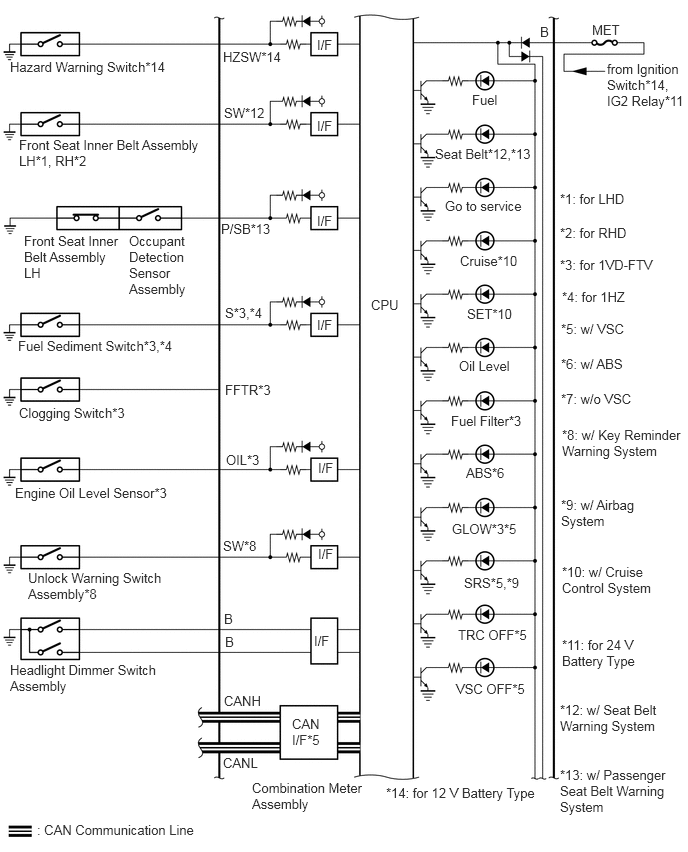 HZSW*14
I/F
Hazard Warning Switch*14
SW*12
I/F
Front Seat Inner Belt Assembly
LH*1, RH*2
P/SB*13
I/F
Front Seat Inner
Belt Assembly
LH
Occupant
Detection
Sensor
Assembly
S*3,*4
I/F
Fuel Sediment Switch*3,*4
FFTR*3
Clogging Switch*3
OIL*3
I/F
Engine Oil Level Sensor*3
SW*8
I/F
Unlock Warning Switch
Assembly*8
B
B
I/F
Headlight Dimmer Switch
Assembly
CANH
CAN
I/F*5
CANL
Combination Meter
Assembly
CPU
B
MET
from Ignition
Switch*14,
IG2 Relay*11
Fuel
Seat Belt*12,*13
Go to service
Cruise*10
SET*10
Oil Level
Fuel Filter*3
ABS*6
GLOW*3*5
SRS*5,*9
TRC OFF*5
VSC OFF*5
*1: for LHD
*2: for RHD
*3: for 1VD-FTV
*4: for 1HZ
*5: w/ VSC
*6: w/ ABS
*7: w/o VSC
*8: w/ Key Reminder
Warning System
*9: w/ Airbag
System
*10: w/ Cruise
Control System
*11: for 24 V
Battery Type
*12: w/ Seat Belt
Warning System
*13: w/ Passenger
Seat Belt Warning
System
*14: for 12 V Battery Type
: CAN Communication Line